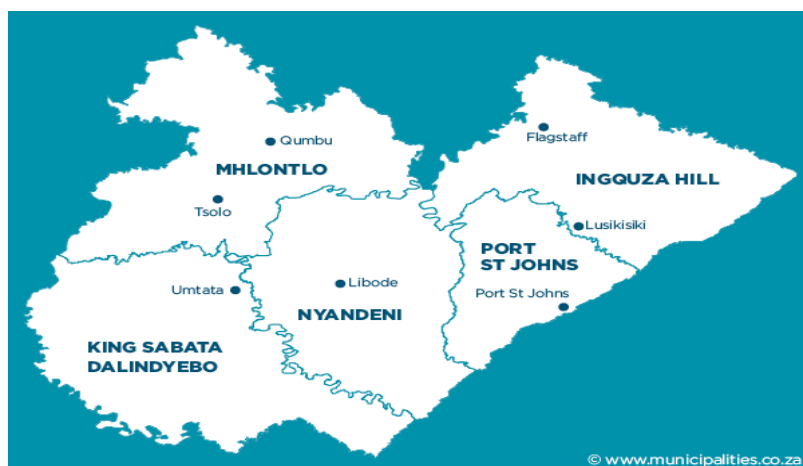 Qumbu
MHLONTLO
Tsolo
Flagstaff
INGQUZA HILL
Lusikisiki
PORT
ST JOHNS
Port St Johns
Libode
NYANDENI
Umtata
KING SABATA
DALINDYEBO
© www.municipalities.co.za